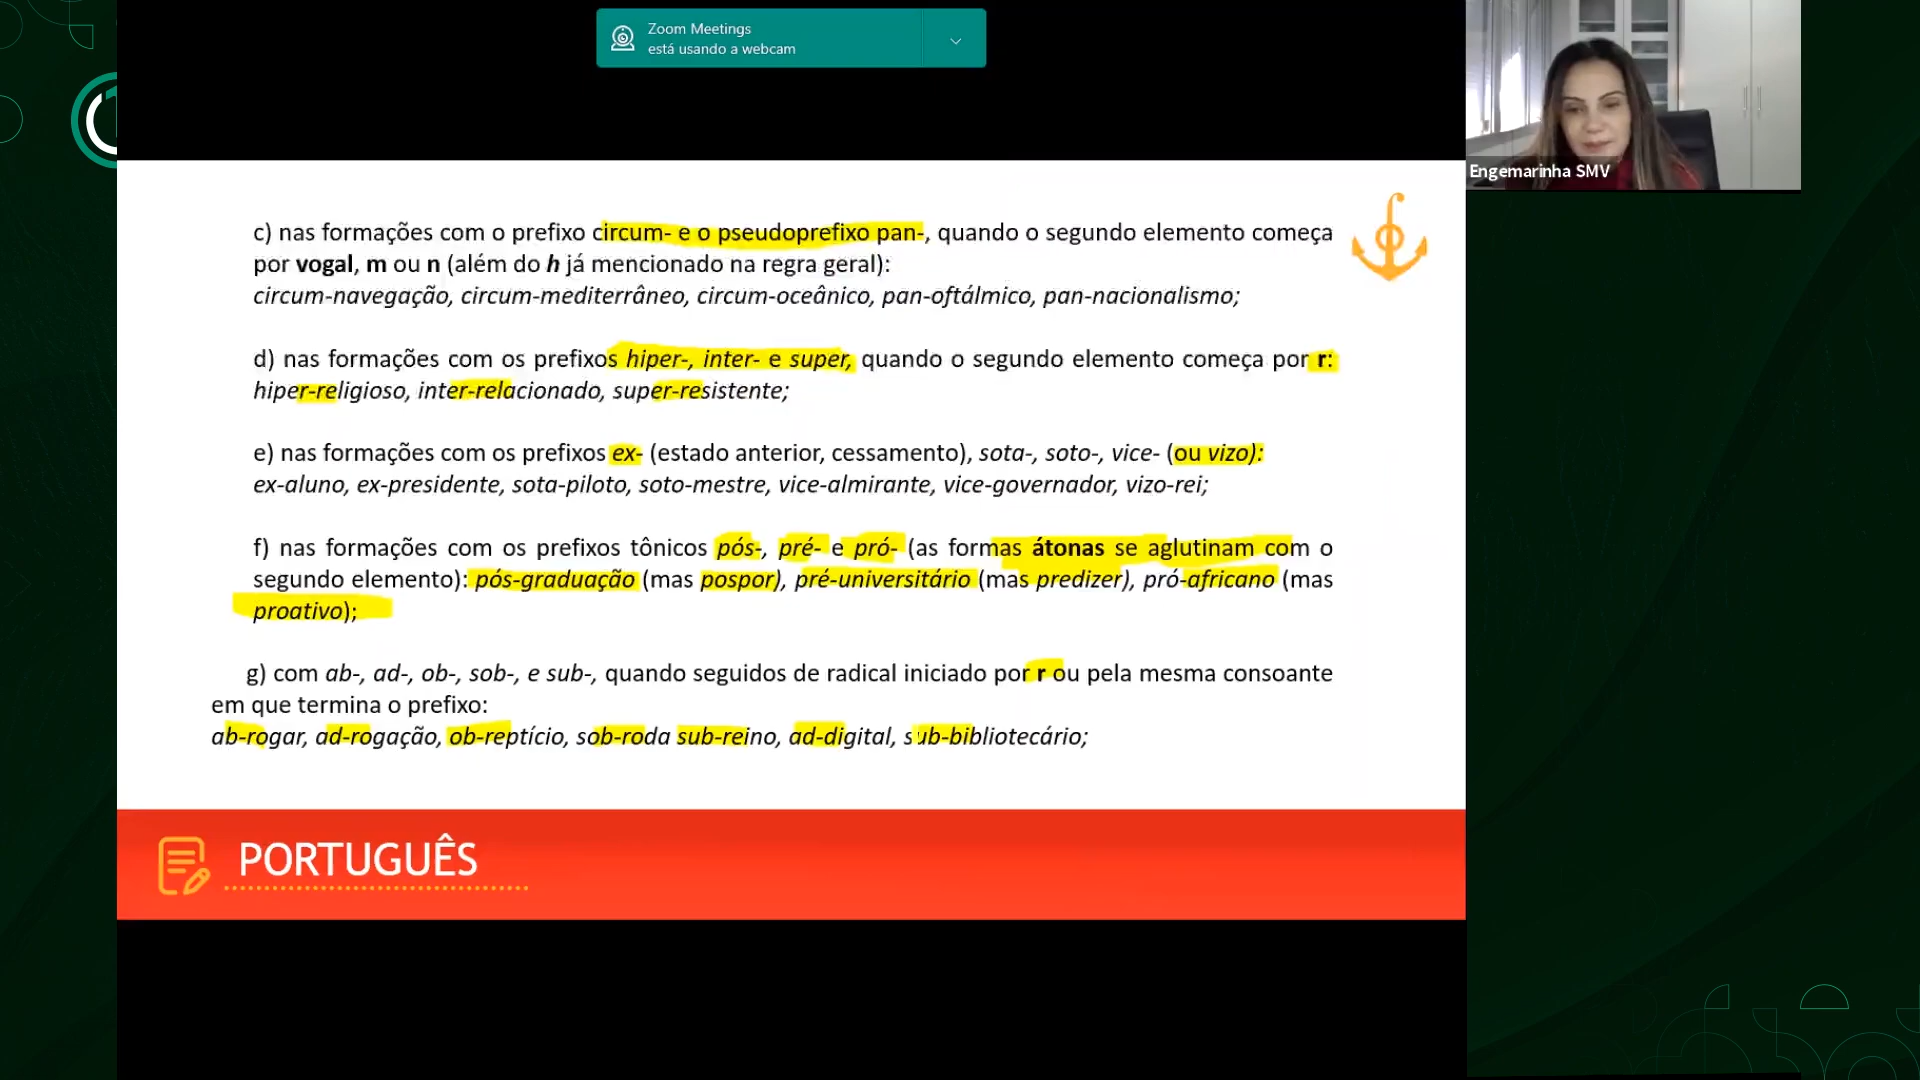 Zoom Meetings
está usando a webcam
Engemarinha SMV
c) nas formações com o prefixo circum- e o pseudoprefixo pan-, quando o segundo elemento começa
por vogal, m ou n (além do h já mencionado na regra geral):
circum-navegação, circum-mediterrâneo, circum-oceânico, pan-oftálmico, pan-nacionalismo;
d) nas formações com os prefixos hiper-, inter- e super, quando o segundo elemento começa por r:
hiper-religioso, inter-relacionado, super-resistente;
e) nas formações com os prefixos ex- (estado anterior, cessamento), sota-, soto-, vice- (ou vizo):
ex-aluno, ex-presidente, sota-piloto, soto-mestre, vice-almirante, vice-governador, vizo-rei;
f) nas formações com os prefixos tônicos pós-, pré- e pró- (as formas átonas se aglutinam com o
segundo elemento): pós-graduação (mas pospor), pré-universitário (mas predizer), pró-africano (mas
proativo);
g) com ab-, ad-, ob-, sob-, e sub-, quando seguidos de radical iniciado por r ou pela mesma consoante
em que termina o prefixo:
ab-rogar, ad-rogação, ob-reptício, sob-roda sub-reino, ad-digital, sub-bibliotecário;
PORTUGUÊS